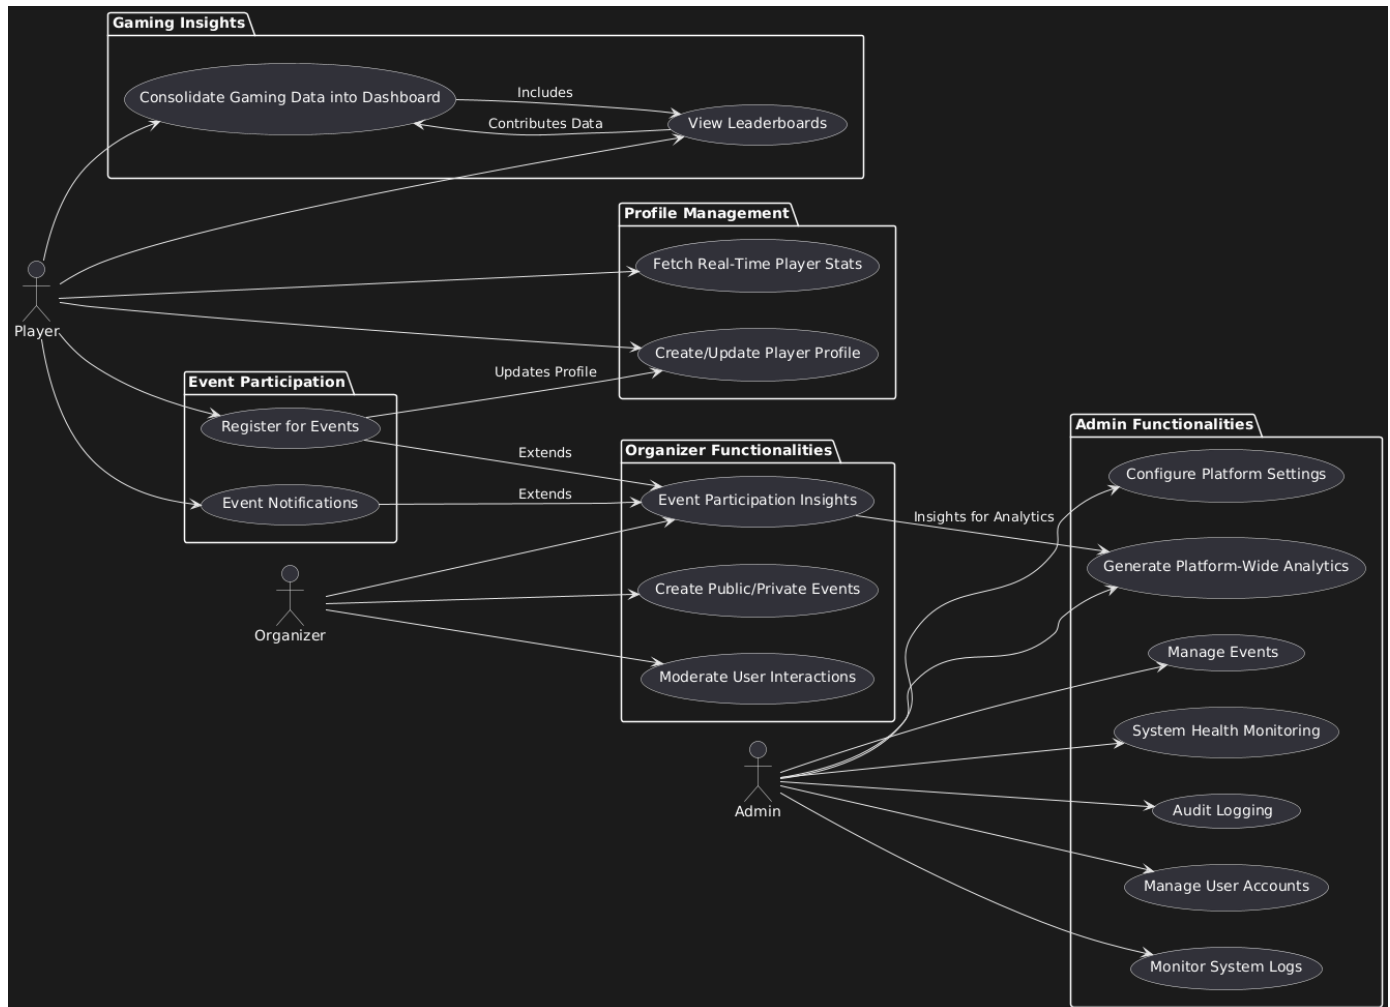 Gaming Insights
Consolidate Gaming Data into Dashboard
Includes
Contributes Data
View Leaderboards
Profile Management
Fetch Real-Time Player Stats
Player
Create/Update Player Profile
Updates Profile
Event Participation
Register for Events
Event Notifications
Extends
Extends
Organizer Functionalities
Event Participation Insights
Create Public/Private Events
Moderate User Interactions
Organizer
Insights for Analytics
Admin Functionalities
Configure Platform Settings
Generate Platform-Wide Analytics
Manage Events
System Health Monitoring
Admin
Audit Logging
Manage User Accounts
Monitor System Logs